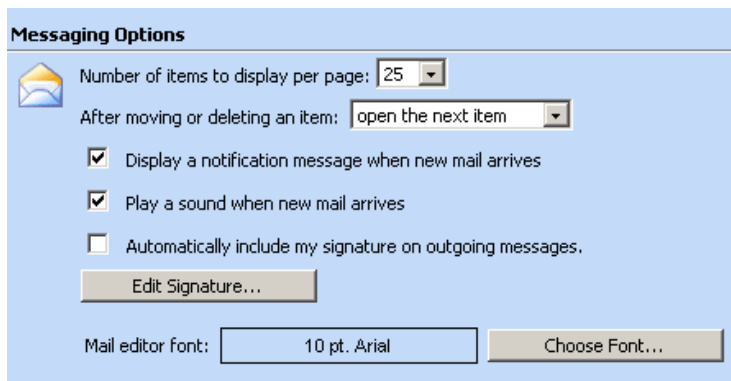 Messaging Options
Number of items to display per page: 25
After moving or deleting an item: open the next item
Display a notification message when new mail arrives
Play a sound when new mail arrives
Automatically include my signature on outgoing messages.
Edit Signature...
Mail editor font: 10 pt. Arial Choose Font...